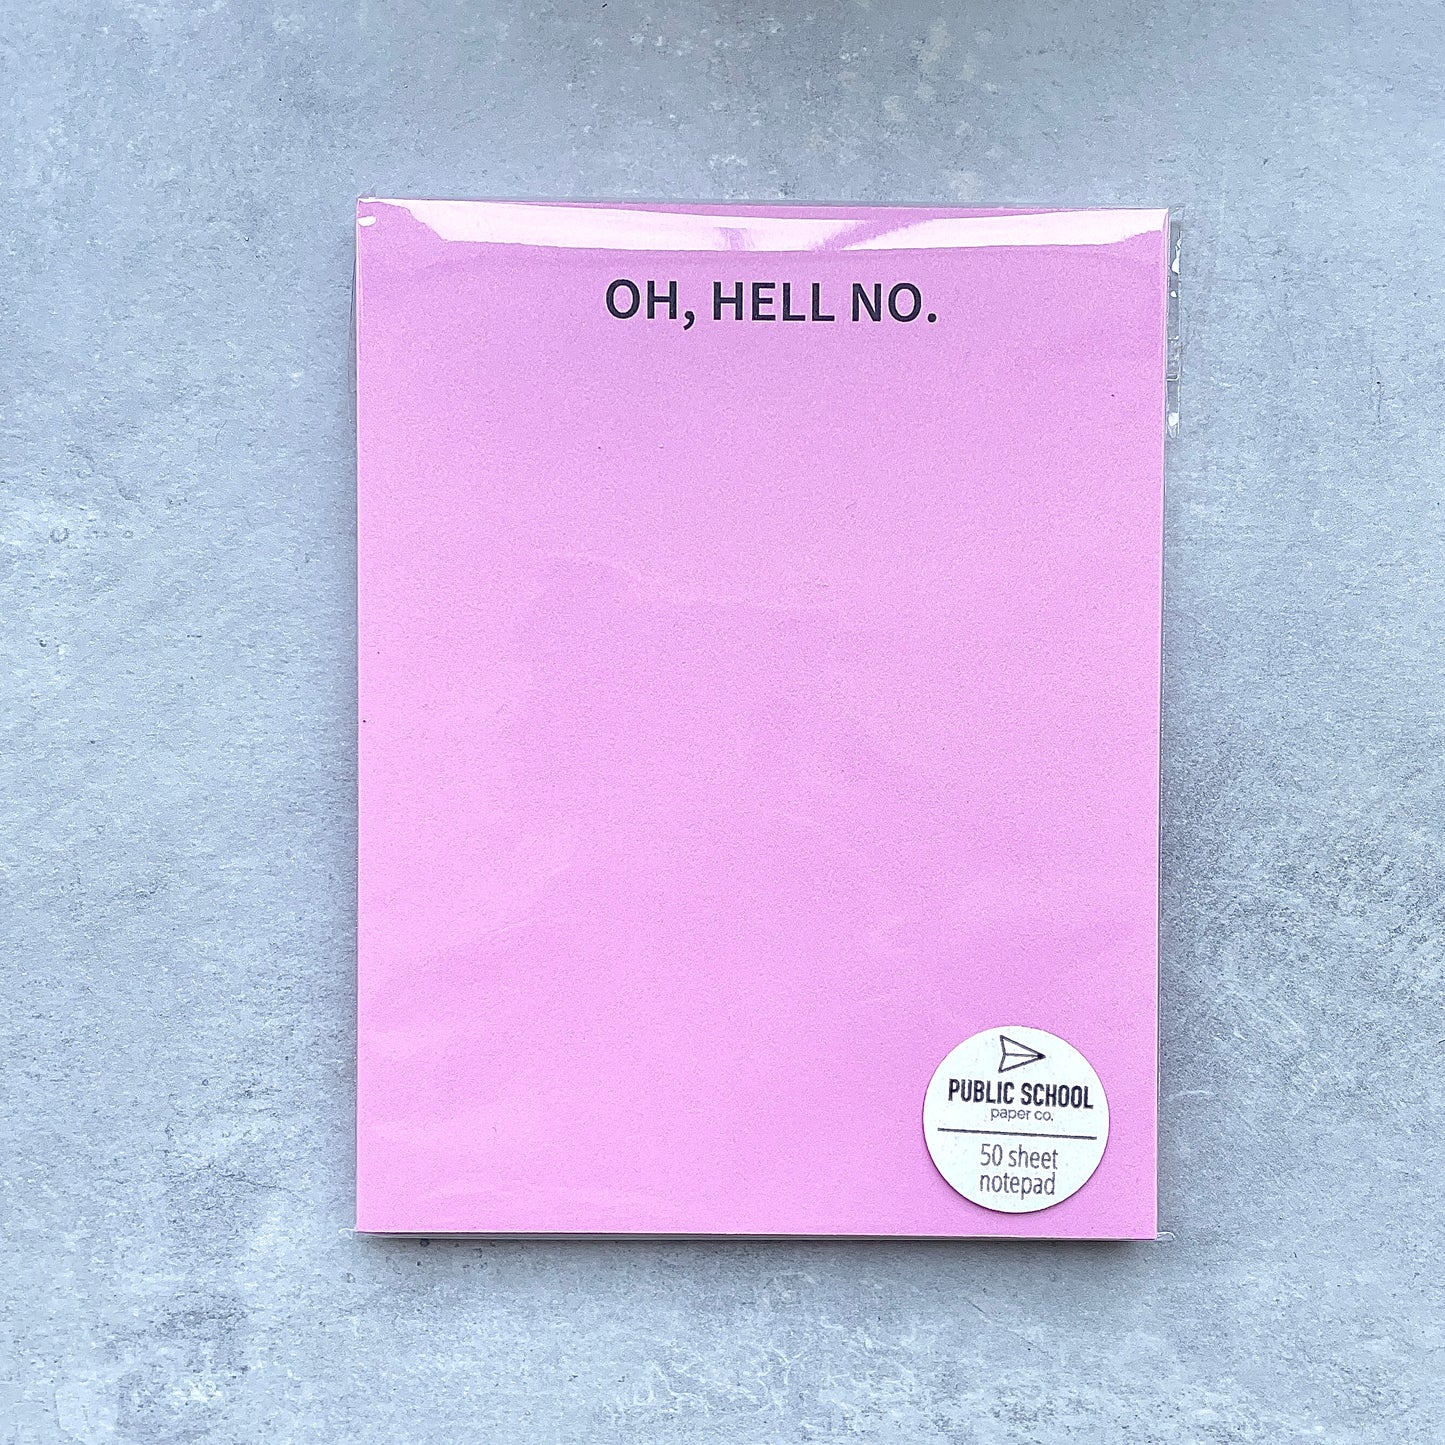 OH, HELL NO.
PUBLIC SCHOOL
paper co.
50 sheet
notepad